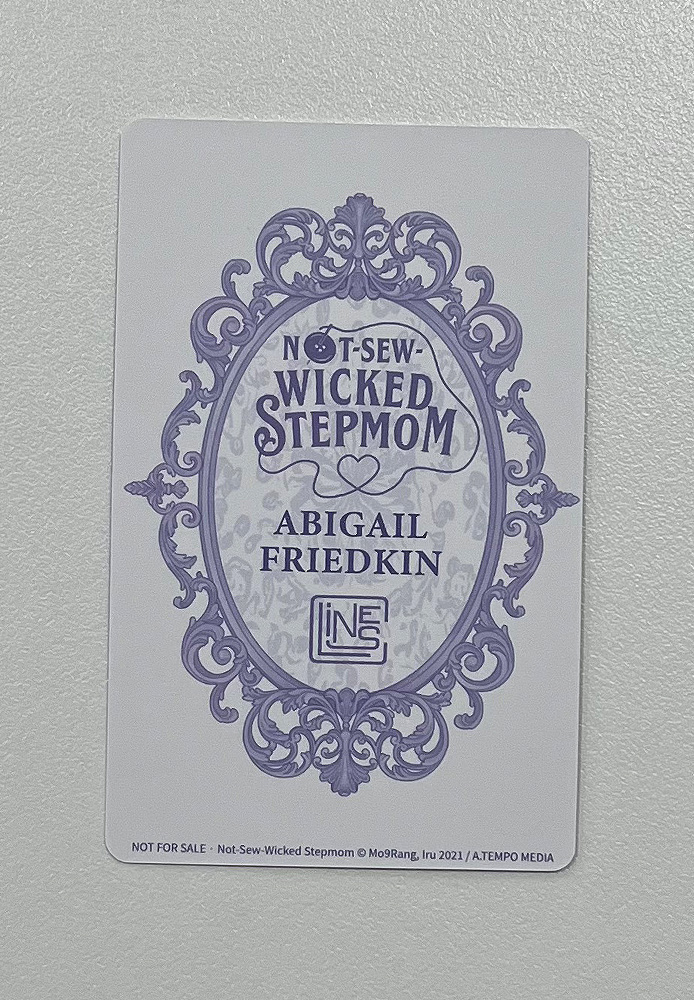 NOT-SEW-
WICKED
STEPMOM
ABIGAIL
FRIEDKIN
LiNES
NOT FOR SALE · Not-Sew-Wicked Stepmom © Mo9Rang, Iru 2021 / A.TEMPO MEDIA